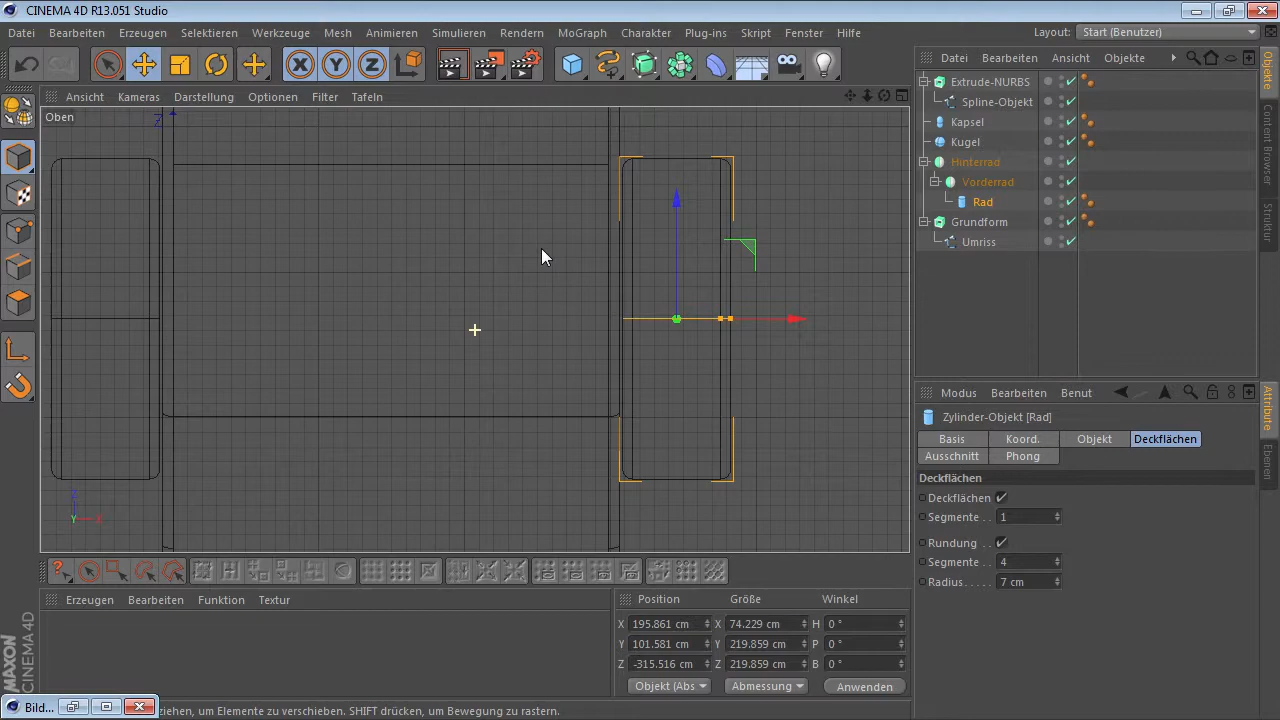 CINEMA 4D R13.051 Studio
Datei Bearbeiten Erzeugen Selektieren Werkzeuge Mesh Animieren Simulieren Rendern MoGraph Charakter Plug-ins Skript Fenster Hilfe Layout: Start (Benutzer)
X Y Z
Datei Bearbeiten Ansicht Objekte
Ansicht Kameras Darstellung Optionen Filter Tafeln
Oben
Z
Extrude-NURBS
Spline-Objekt
Kapsel
Kugel
Hinterrad
Vorderrad
Rad
Grundform
Umriss
Objekte
Content Browser
Struktur
Modus Bearbeiten Benut
Zylinder-Objekt [Rad]
Basis Koord. Objekt Deckflächen
Ausschnitt Phong
Deckflächen
Deckflächen
Segmente . . 1
Rundung . .
Segmente . . 4
Radius . . . . . 7 cm
Attribute
Ebenen
Z
Y X
Erzeugen Bearbeiten Funktion Textur
Position Größe Winkel
X 195.861 cm X 74.229 cm H 0 °
Y 101.581 cm Y 219.859 cm P 0 °
Z -315.516 cm Z 219.859 cm B 0 °
Objekt (Abs Abmessung Anwenden
MAXON
CINEMA 4D
Bild...
ziehen, um Elemente zu verschieben. SHIFT drücken, um Bewegung zu rastern.